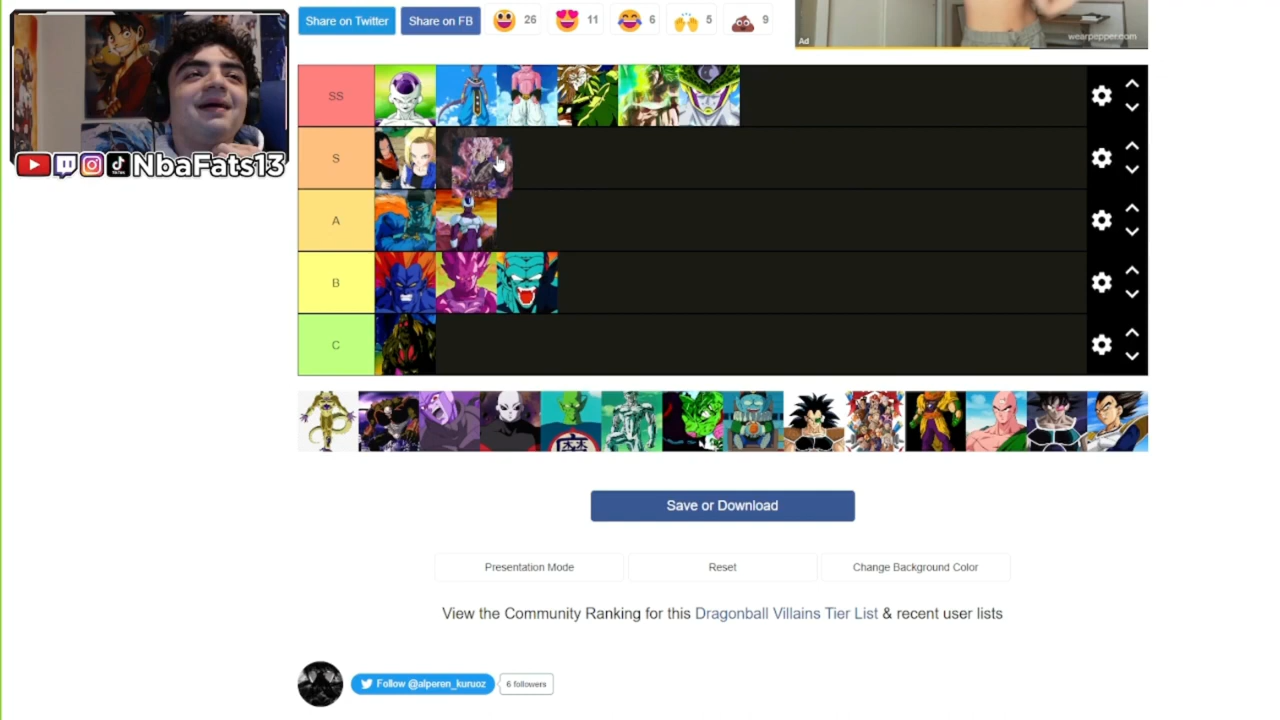 Share on Twitter
Share on FB
26
11
6
5
9
Ad
wearpepper.com
NbaFats13
SS
S
A
B
C
Save or Download
Presentation Mode
Reset
Change Background Color
View the Community Ranking for this Dragonball Villains Tier List & recent user lists
Follow @alperen_kuruoz
6 followers